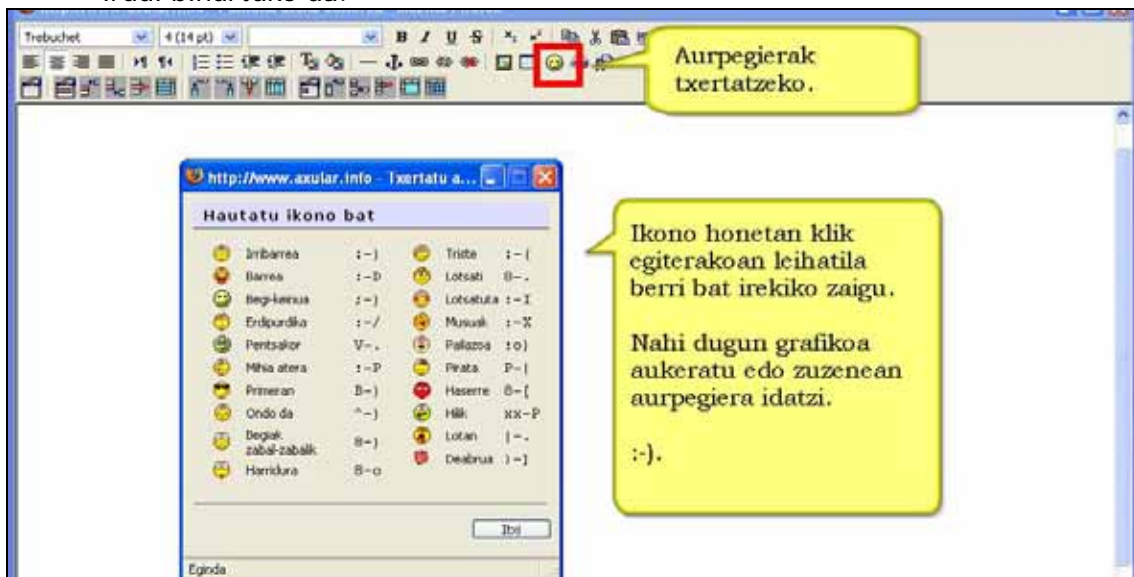 Trebuchet 4 (14 pt) B I U S
Aurpegierak
txertatzeko.
http://www.axular.info - Txertatu a...
Hautatu ikono bat
Irribarrea :-) Triste :-(
Barrea :-D Lotsati 8-.
Begi-keinua ;-) Lotsatuta :-I
Erdipurdika :-/ Musuak :-X
Pentsakor V-. Pailazoa :o)
Mihia atera :-P Pirata P-|
Primeran B-) Haserre 8-[
Ondo da ^-) Hilik xx-P
Begiak
zabal-zabalik 8-) Lotan |-.
Harridura 8-o Deabrua }-]
Itxi
Eginda
Ikono honetan klik
egiterakoan leihatila
berri bat irekiko zaigu.
Nahi dugun grafikoa
aukeratu edo zuzenean
aurpegiera idatzi.
:-).